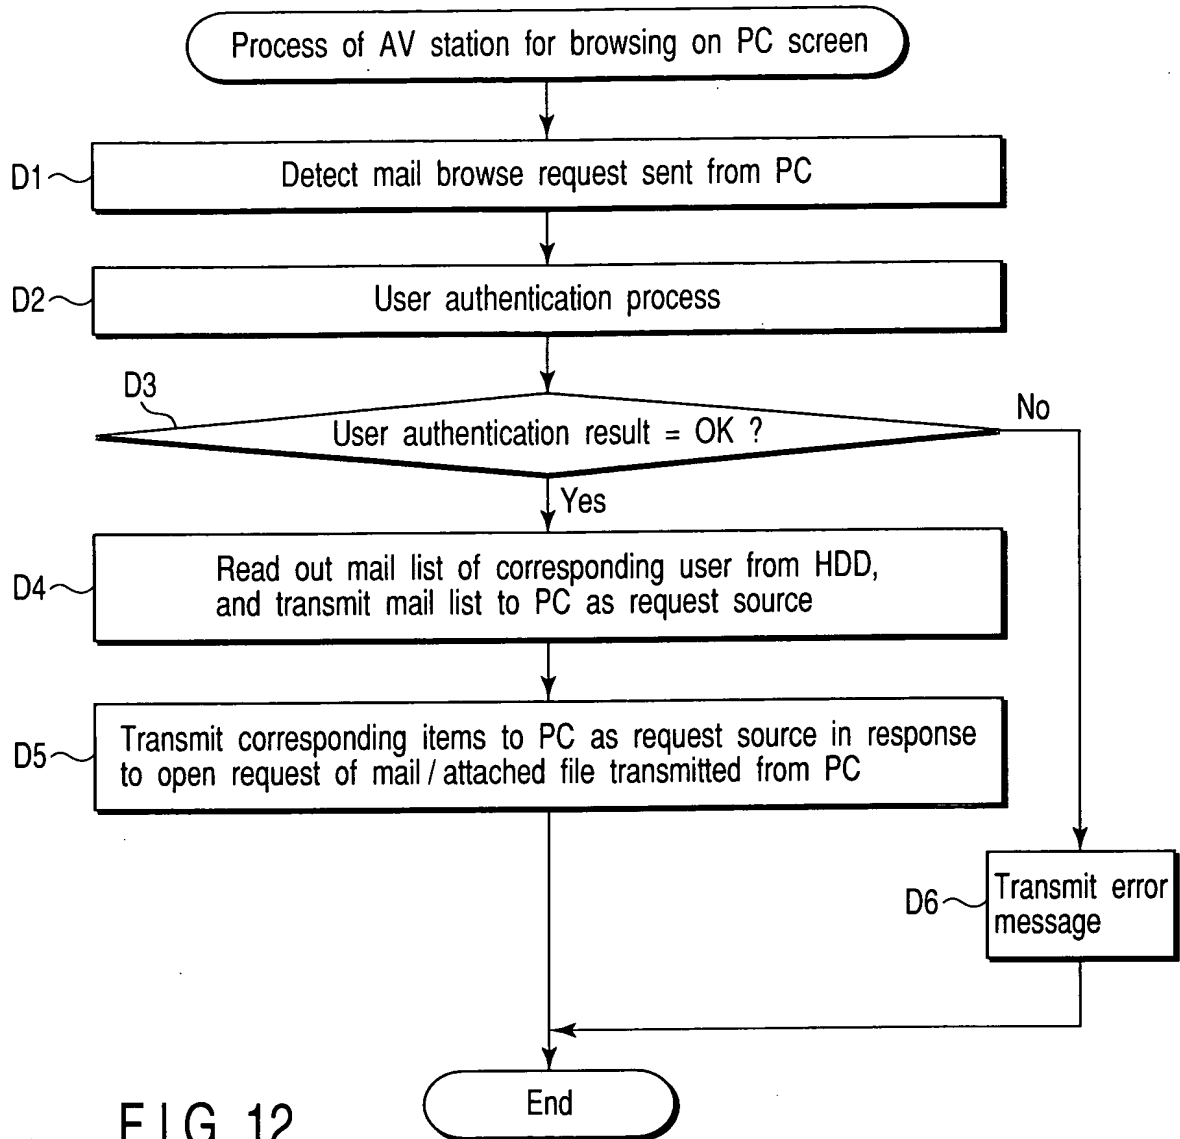 Process of AV station for browsing on PC screen
D1
Detect mail browse request sent from PC
D2
User authentication process
D3
User authentication result = OK ?
No
Yes
D4
Read out mail list of corresponding user from HDD,
and transmit mail list to PC as request source
D5
Transmit corresponding items to PC as request source in response
to open request of mail / attached file transmitted from PC
D6
Transmit error
message
End
FIG. 12